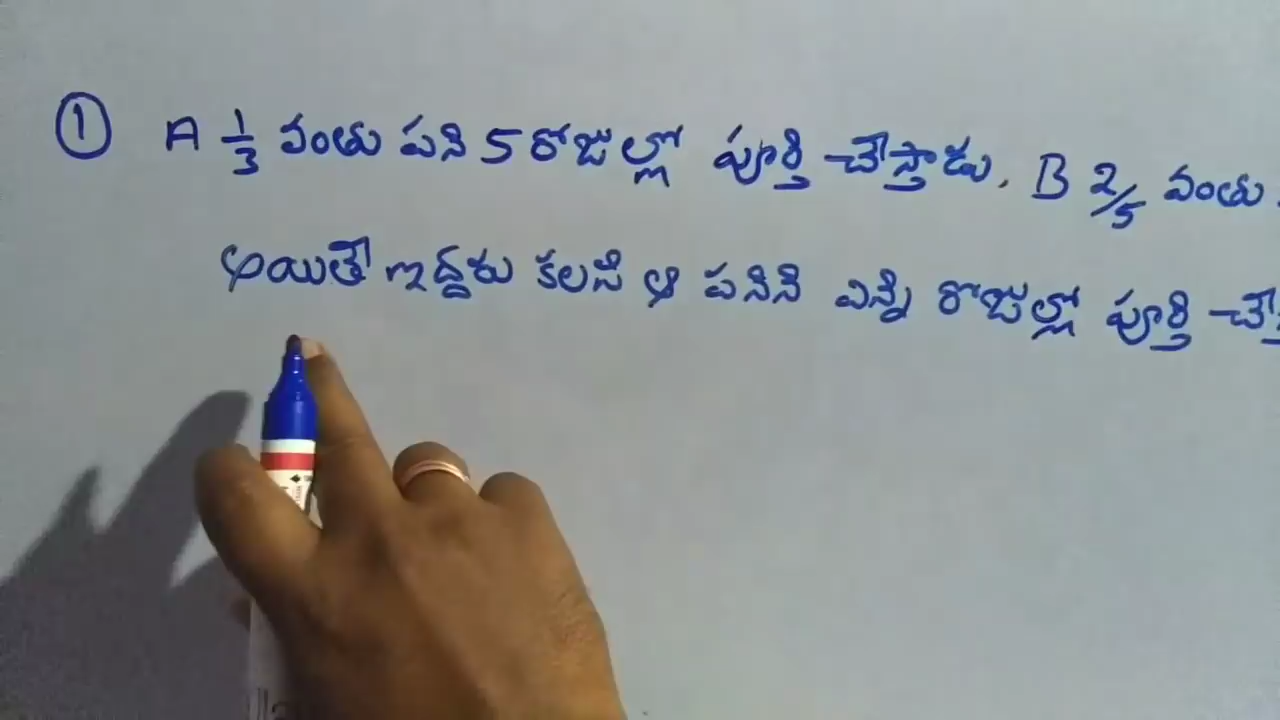 ① A 1/3 వంతు పని 5 రోజుల్లో పూర్తి చేస్తాడు. B 2/5 వంతు
అయితే ఇద్దరు కలసి ఆ పనిని ఎన్ని రోజుల్లో పూర్తి